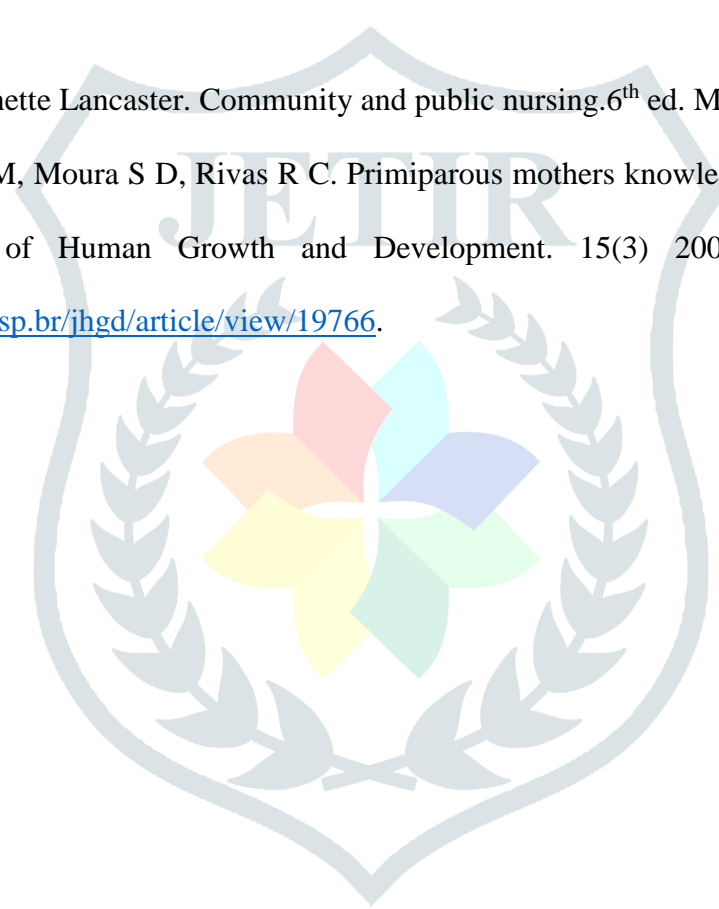 nette Lancaster. Community and public nursing.6th ed. M
M, Moura S D, Rivas R C. Primiparous mothers knowle
of Human Growth and Development. 15(3) 200
sp.br/jhgd/article/view/19766.
JETIR